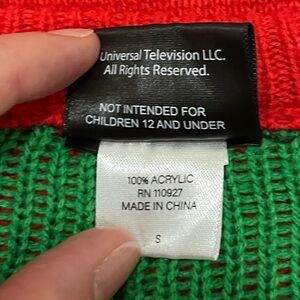 Universal Television LLC.
All Rights Reserved.
NOT INTENDED FOR
CHILDREN 12 AND UNDER
100% ACRYLIC
RN 110927
MADE IN CHINA
S